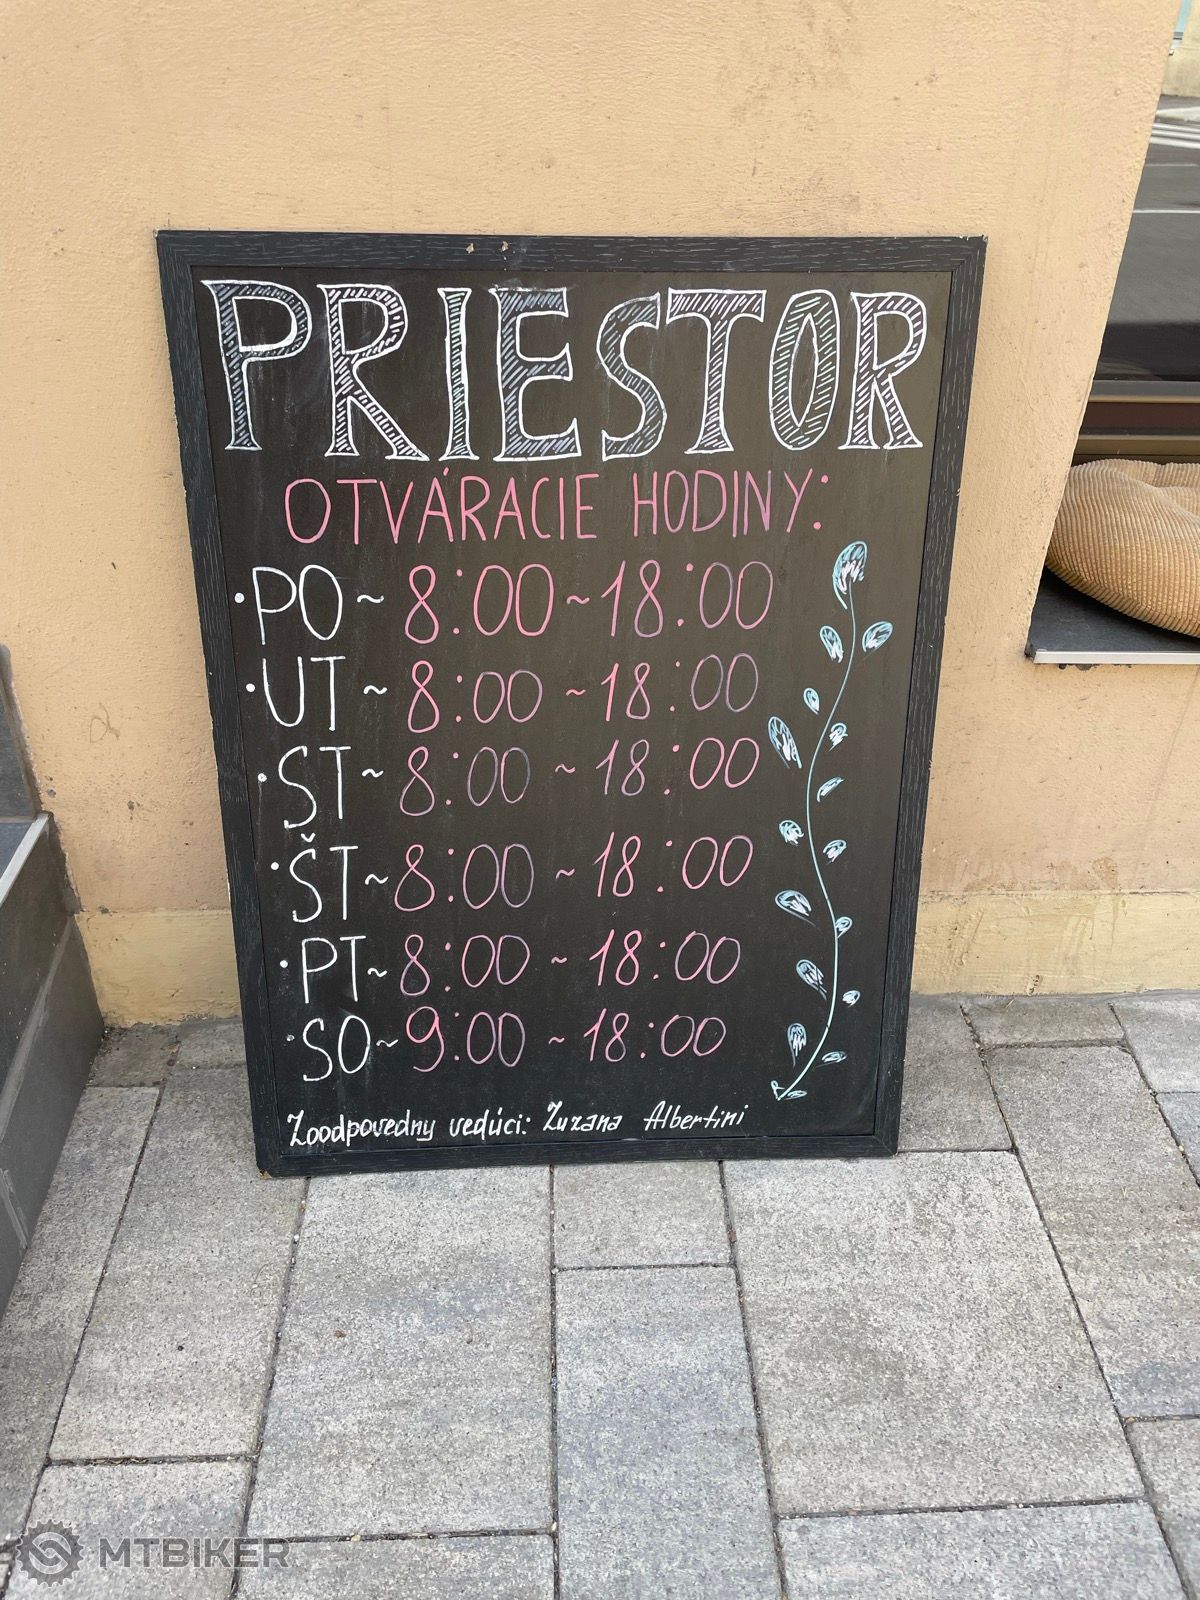 PRIESTOR
OTVÁRACIE HODINY:
• PO ~ 8:00 ~ 18:00
• UT ~ 8:00 ~ 18:00
• ST ~ 8:00 ~ 18:00
• ŠT ~ 8:00 ~ 18:00
• PT ~ 8:00 ~ 18:00
• SO ~ 9:00 ~ 18:00
Zoodpovedny vedúci: Zuzana Albertini
MTBIKER